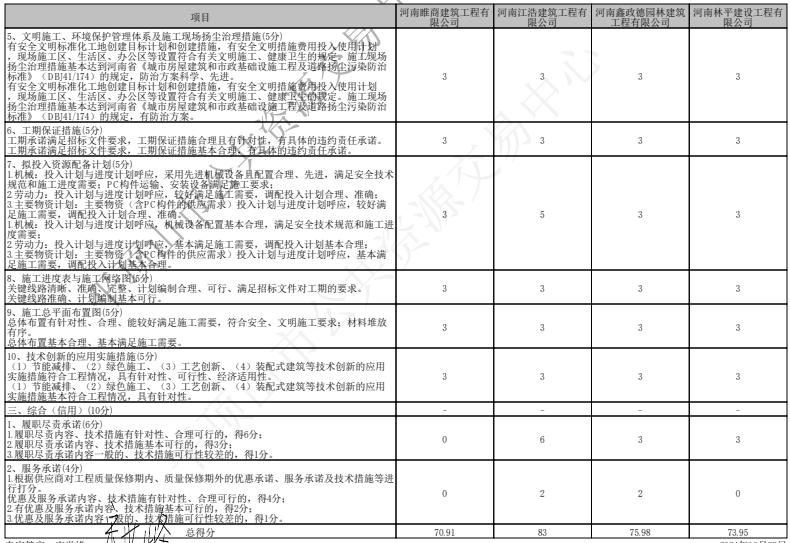 项目
河南睢商建筑工程有限公司
河南江浩建筑工程有限公司
河南鑫政德园林建筑工程有限公司
河南林平建设工程有限公司
5、文明施工、环境保护管理体系及施工现场扬尘治理措施(5分)
有安全文明标准化工地创建目标计划和创建措施，有安全文明措施费用投入使用计划
，现场施工区、生活区、办公区等设置符合有关文明施工、健康卫生的规定。施工现场
扬尘治理措施基本达到河南省《城市房屋建筑和市政基础设施工程及道路扬尘污染防治
标准》（DBJ41/174）的规定，防治方案科学、先进。
有安全文明标准化工地创建目标计划和创建措施，有安全文明措施费用投入使用计划
，现场施工区、生活区、办公区等设置符合有关文明施工、健康卫生的规定。施工现场
扬尘治理措施基本达到河南省《城市房屋建筑和市政基础设施工程及道路扬尘污染防治
标准》（DBJ41/174）的规定，有防治方案。
3 3 3 3
6、工期保证措施(5分)
工期承诺满足招标文件要求，工期保证措施合理且有针对性，有具体的违约责任承诺。
工期承诺满足招标文件要求，工期保证措施基本合理、有具体的违约责任承诺。
3 3 3 3
7、拟投入资源配备计划(5分)
1.机械：投入计划与进度计划呼应，采用先进机械设备且配置合理、先进，满足安全技术
规范和施工进度需要；PC构件运输、安装设备满足施工要求；
2.劳动力：投入计划与进度计划呼应，较好满足施工需要，调配投入计划合理、准确；
3.主要物资计划：主要物资（含PC构件的供应需求）投入计划与进度计划呼应，较好满
足施工需要，调配投入计划合理、准确。
1.机械：投入计划与进度计划呼应，机械设备配置基本合理，满足安全技术规范和施工进
度需要；
2.劳动力：投入计划与进度计划呼应，基本满足施工需要，调配投入计划基本合理；
3.主要物资计划：主要物资（含PC构件的供应需求）投入计划与进度计划呼应，基本满
足施工需要，调配投入计划基本合理。
3 5 3 3
8、施工进度表与施工网络图(5分)
关键线路清晰、准确、完整、计划编制合理、可行、满足招标文件对工期的要求。
关键线路准确、计划编制基本可行。
3 3 3 3
9、施工总平面布置图(5分)
总体布置有针对性、合理、能较好满足施工需要，符合安全、文明施工要求；材料堆放
有序。
总体布置基本合理、基本满足施工需要。
3 3 3 3
10、技术创新的应用实施措施(5分)
（1）节能减排、（2）绿色施工、（3）工艺创新、（4）装配式建筑等技术创新的应用
实施措施符合工程情况，具有针对性、可行性、经济适用性。
（1）节能减排、（2）绿色施工、（3）工艺创新、（4）装配式建筑等技术创新的应用
实施措施基本符合工程情况，具有针对性。
3 3 3 3
三、综合（信用）(10分)
- - - -
1、履职尽责承诺(6分)
1.履职尽责内容、技术措施有针对性、合理可行的，得6分；
2.履职尽责承诺内容、技术措施基本可行的，得3分；
3.履职尽责承诺内容一般的、技术措施可行性较差的，得1分。
0 6 3 3
2、服务承诺(4分)
1.根据供应商对工程质量保修期内、质量保修期外的优惠承诺、服务承诺及技术措施等进
行打分。
优惠及服务承诺内容、技术措施有针对性、合理可行的，得4分；
2.有优惠及服务承诺内容、技术措施基本可行的，得2分；
3.优惠及服务承诺内容一般的、技术措施可行性较差的，得1分。
0 2 2 0
总得分
70.91 83 75.98 73.95